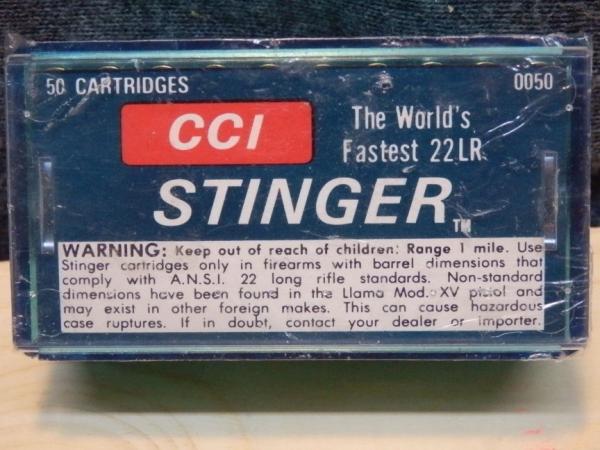 50 CARTRIDGES
0050
CCI
The World's
Fastest 22LR
STINGER™
WARNING: Keep out of reach of children: Range 1 mile. Use
Stinger cartridges only in firearms with barrel dimensions that
comply with A.N.S.I. 22 long rifle standards. Non-standard
dimensions have been found in the Llama Mod. XV pistol and
may exist in other foreign makes. This can cause hazardous
case ruptures. If in doubt, contact your dealer or importer.